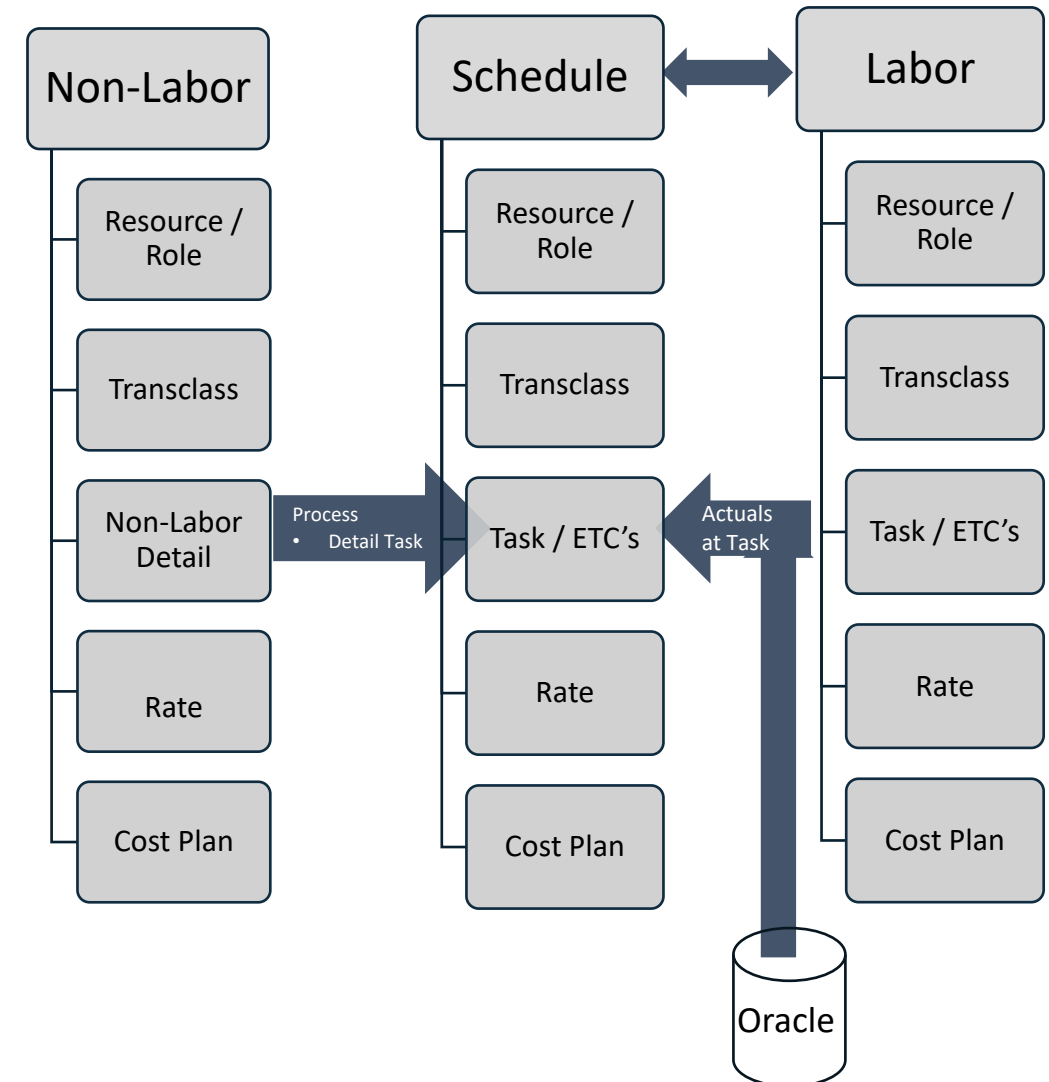 Non-Labor
Resource /
Role
Transclass
Non-Labor
Detail
Rate
Cost Plan
Process
• Detail Task
Schedule
Resource /
Role
Transclass
Task / ETC's
Rate
Cost Plan
Actuals
at Task
Labor
Resource /
Role
Transclass
Task / ETC's
Rate
Cost Plan
Oracle